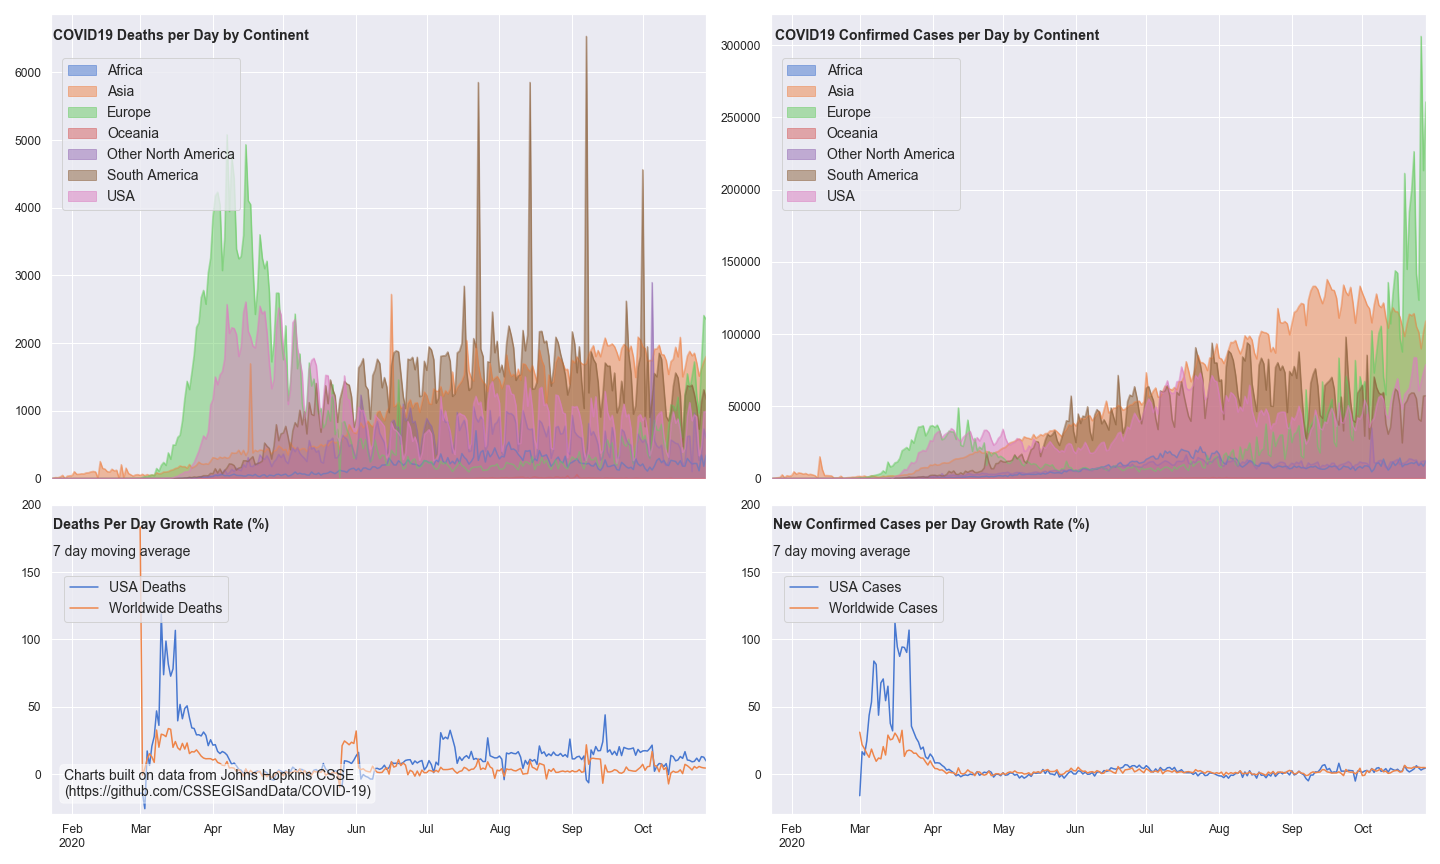 COVID19 Deaths per Day by Continent
Africa
Asia
Europe
Oceania
Other North America
South America
USA
6000
5000
4000
3000
2000
1000
0
COVID19 Confirmed Cases per Day by Continent
Africa
Asia
Europe
Oceania
Other North America
South America
USA
300000
250000
200000
150000
100000
50000
0
Deaths Per Day Growth Rate (%)
7 day moving average
USA Deaths
Worldwide Deaths
200
150
100
50
0
Charts built on data from Johns Hopkins CSSE
(https://github.com/CSSEGISandData/COVID-19)
Feb Mar Apr May Jun Jul Aug Sep Oct
2020
New Confirmed Cases per Day Growth Rate (%)
7 day moving average
USA Cases
Worldwide Cases
200
150
100
50
0
Feb Mar Apr May Jun Jul Aug Sep Oct
2020